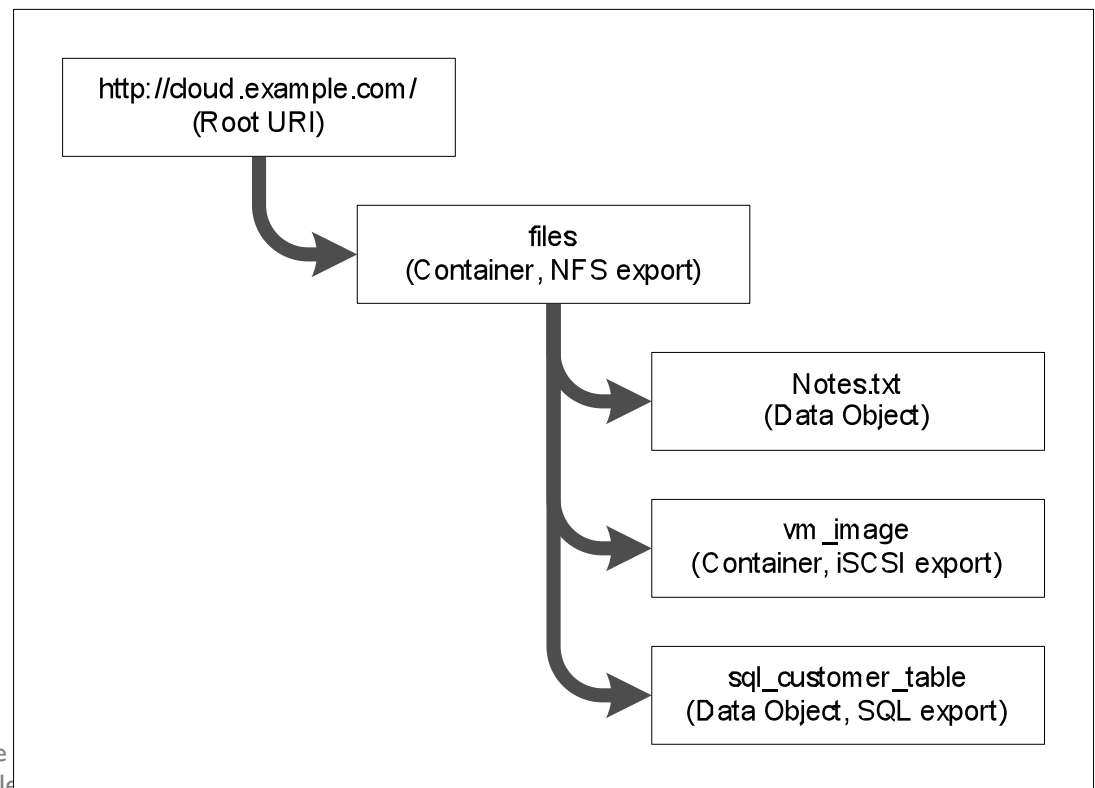 http://cloud.example.com/
(Root URI)
files
(Container, NFS export)
Notes.txt
(Data Object)
vm_image
(Container, iSCSI export)
sql_customer_table
(Data Object, SQL export)